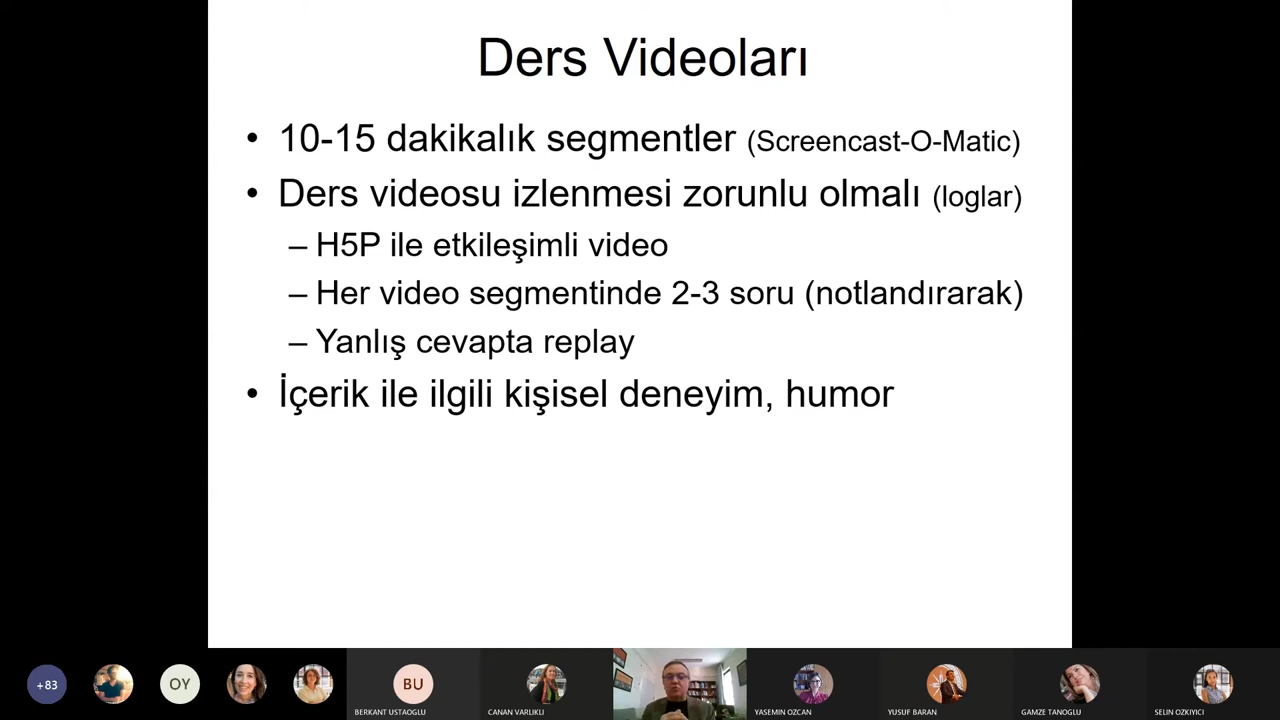 Ders Videoları
• 10-15 dakikalık segmentler (Screencast-O-Matic)
• Ders videosu izlenmesi zorunlu olmalı (loglar)
– H5P ile etkileşimli video
– Her video segmentinde 2-3 soru (notlandırarak)
– Yanlış cevapta replay
• İçerik ile ilgili kişisel deneyim, humor
+83
OY
BU
BERKANT USTAOGLU
CANAN VARLIKLI
YASEMIN OZCAN
YUSUF BARAN
GAMZE TANOGLU
SELIN OZKIYICI